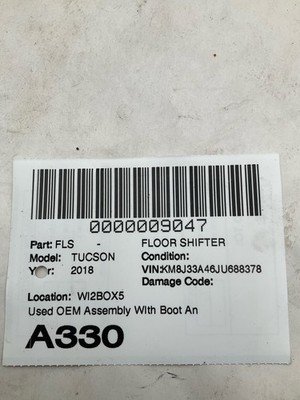 0000009047
Part: FLS - FLOOR SHIFTER
Model: TUCSON Condition:
Year: 2018 VIN:KM8J33A46JU688378
Damage Code:
Location: WI2BOX5
Used OEM Assembly With Boot An
A330